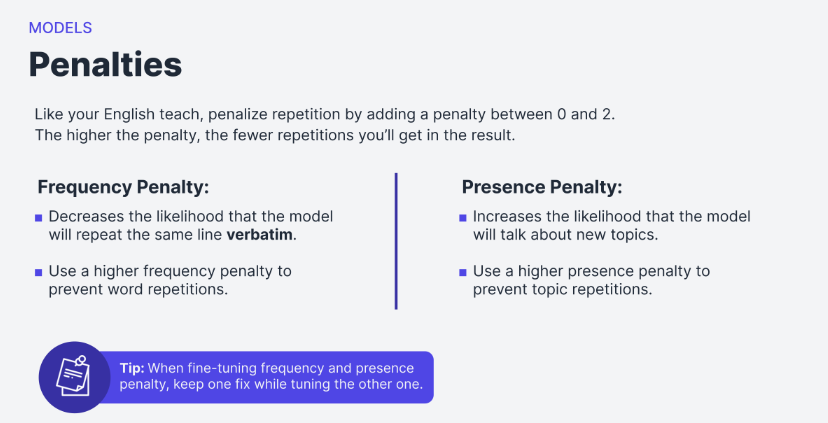 MODELS
Penalties
Like your English teach, penalize repetition by adding a penalty between 0 and 2.
The higher the penalty, the fewer repetitions you'll get in the result.
Frequency Penalty:
Decreases the likelihood that the model
will repeat the same line verbatim.
Use a higher frequency penalty to
prevent word repetitions.
Presence Penalty:
Increases the likelihood that the model
will talk about new topics.
Use a higher presence penalty to
prevent topic repetitions.
Tip: When fine-tuning frequency and presence
penalty, keep one fix while tuning the other one.